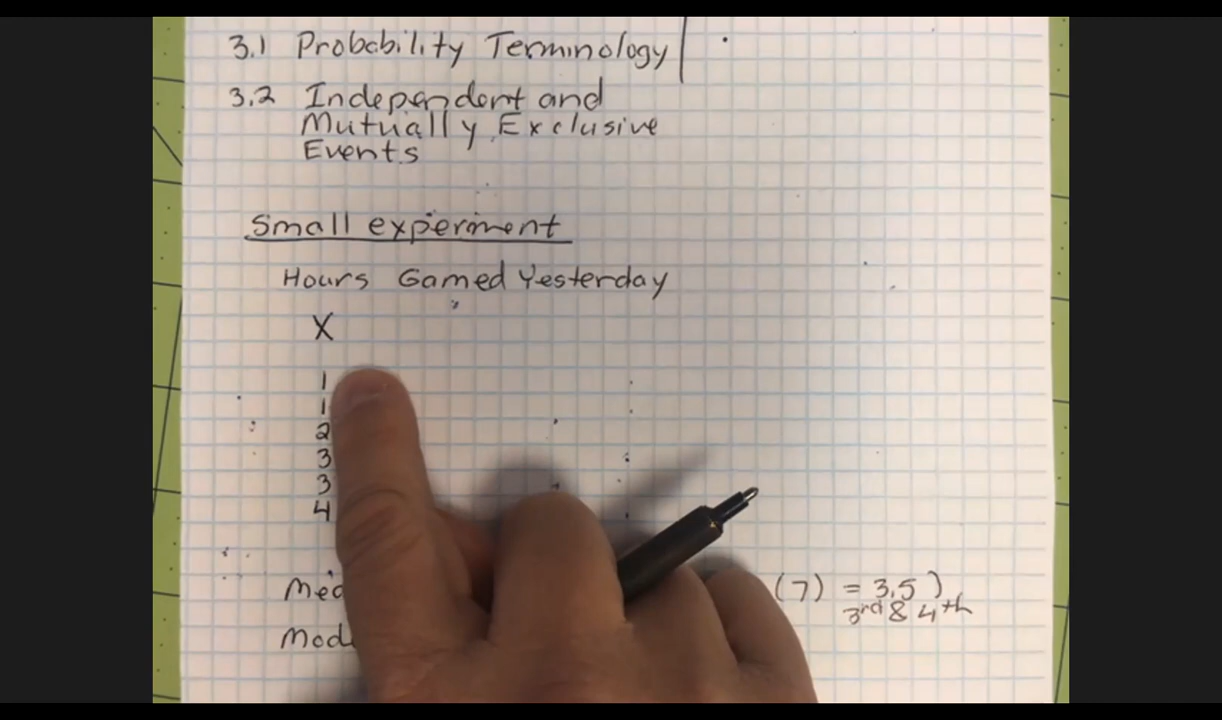 3.1 Probability Terminology
3.2 Independent and
Mutually Exclusive
Events
Small experiment
Hours Gamed Yesterday
X
1
1
2
3
3
4
(7) = 3.5 )
3rd & 4th